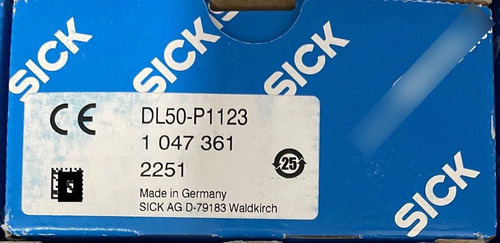 SICK
SICK
SICK
SICK
SICK
CE
DL50-P1123
1 047 361
2251
25
Made in Germany
SICK AG D-79183 Waldkirch